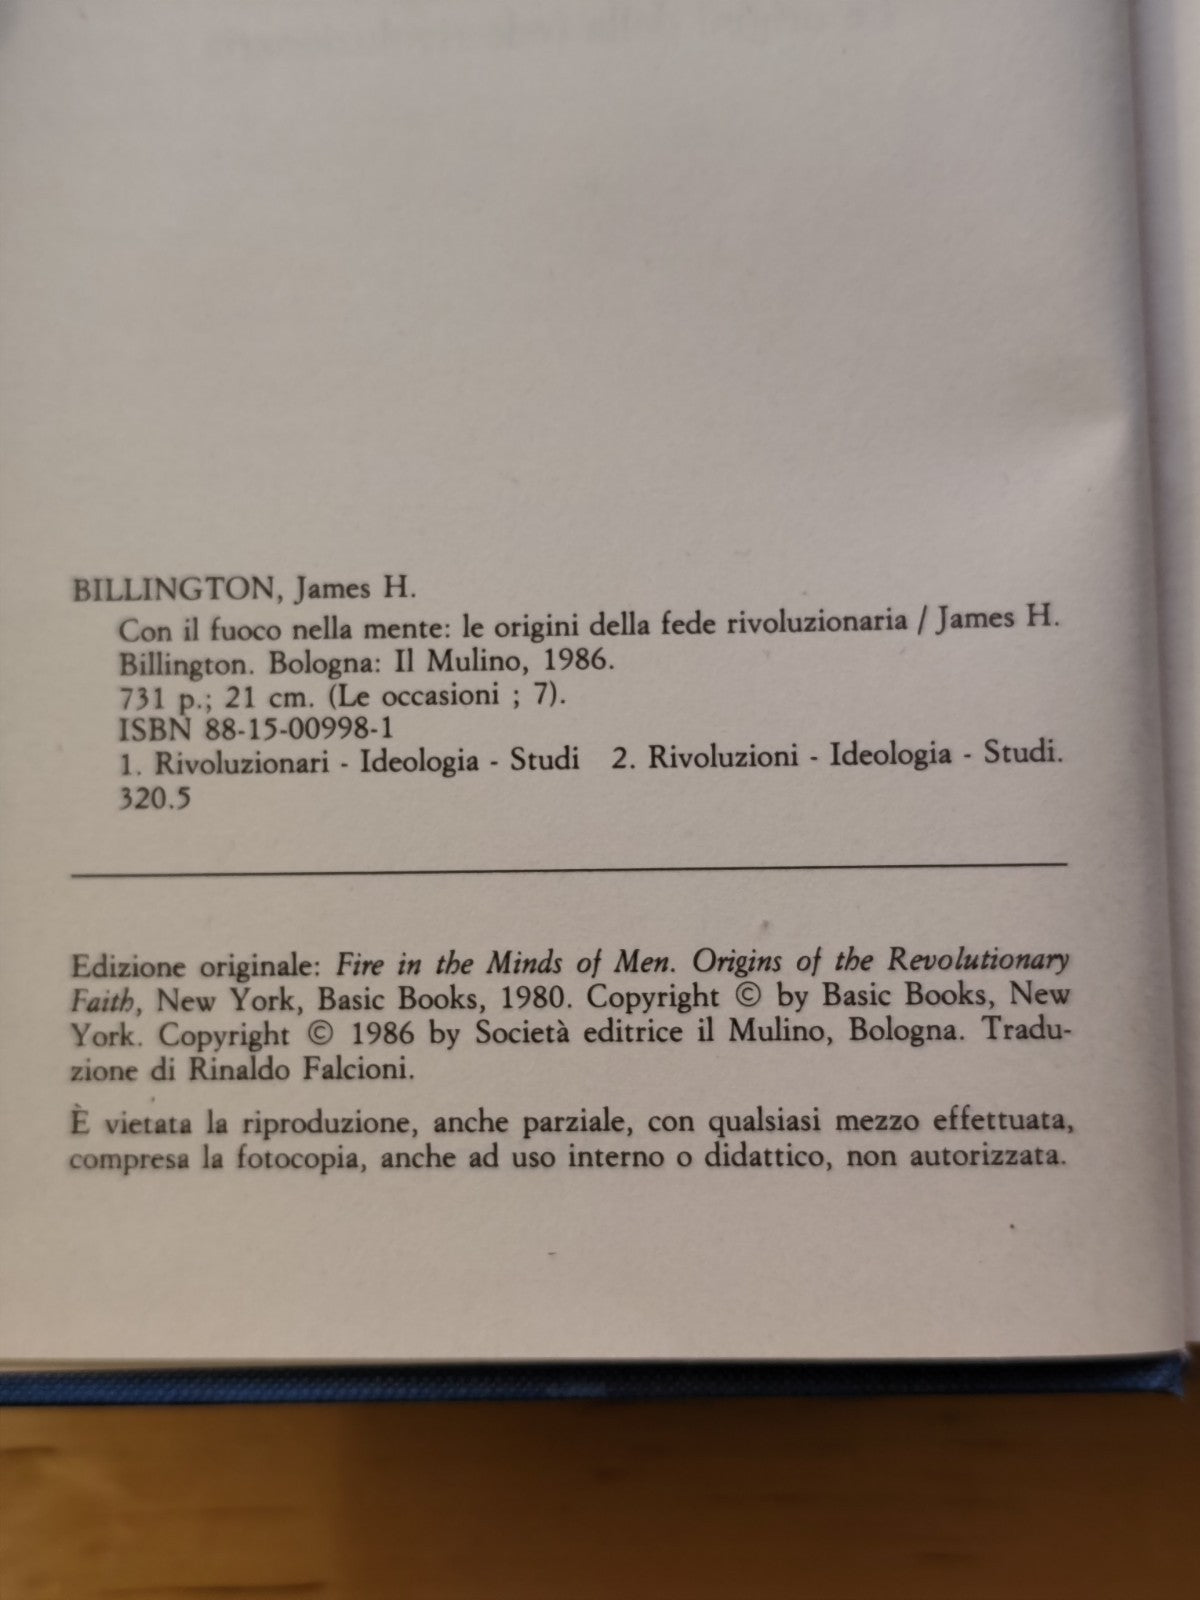 BILLINGTON, James H.
Con il fuoco nella mente: le origini della fede rivoluzionaria / James H.
Billington. Bologna: Il Mulino, 1986.
731 p.; 21 cm. (Le occasioni ; 7).
ISBN 88-15-00998-1
1. Rivoluzionari - Ideologia - Studi 2. Rivoluzioni - Ideologia - Studi.
320.5
Edizione originale: Fire in the Minds of Men. Origins of the Revolutionary
Faith, New York, Basic Books, 1980. Copyright © by Basic Books, New
York. Copyright © 1986 by Società editrice il Mulino, Bologna. Tradu-
zione di Rinaldo Falcioni.
È vietata la riproduzione, anche parziale, con qualsiasi mezzo effettuata,
compresa la fotocopia, anche ad uso interno o didattico, non autorizzata.